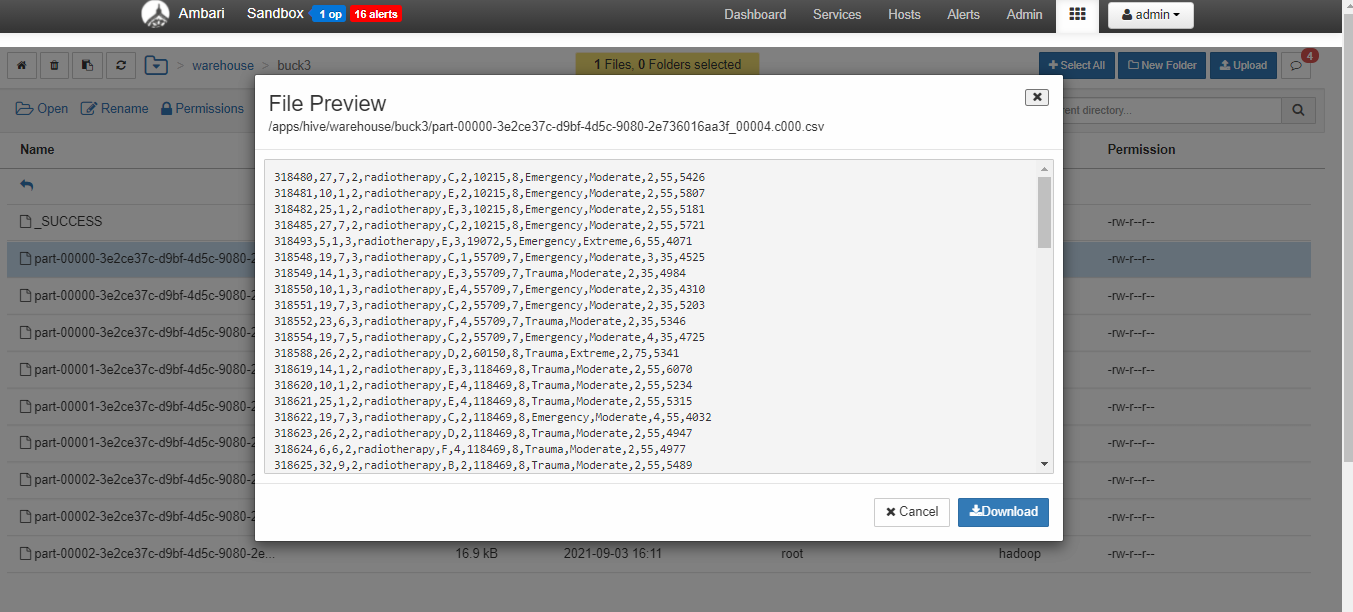 Ambari Sandbox 1 op 16 alerts Dashboard Services Hosts Alerts Admin admin
> warehouse > buck3 1 Files, 0 Folders selected Select All New Folder Upload 4
Open Rename Permissions rent directory...
Name Permission
_SUCCESS -rw-r--r--
part-00000-3e2ce37c-d9bf-4d5c-9080-2 -rw-r--r--
part-00000-3e2ce37c-d9bf-4d5c-9080-2 -rw-r--r--
part-00000-3e2ce37c-d9bf-4d5c-9080-2 -rw-r--r--
part-00001-3e2ce37c-d9bf-4d5c-9080-2 -rw-r--r--
part-00001-3e2ce37c-d9bf-4d5c-9080-2 -rw-r--r--
part-00001-3e2ce37c-d9bf-4d5c-9080-2 -rw-r--r--
part-00002-3e2ce37c-d9bf-4d5c-9080-2 -rw-r--r--
part-00002-3e2ce37c-d9bf-4d5c-9080-2 -rw-r--r--
part-00002-3e2ce37c-d9bf-4d5c-9080-2e... 16.9 kB 2021-09-03 16:11 root hadoop -rw-r--r--
File Preview
/apps/hive/warehouse/buck3/part-00000-3e2ce37c-d9bf-4d5c-9080-2e736016aa3f_00004.c000.csv
318480,27,7,2,radiotherapy,C,2,10215,8,Emergency,Moderate,2,55,5426
318481,10,1,2,radiotherapy,E,2,10215,8,Emergency,Moderate,2,55,5807
318482,25,1,2,radiotherapy,E,3,10215,8,Emergency,Moderate,2,55,5181
318485,27,7,2,radiotherapy,C,2,10215,8,Emergency,Moderate,2,55,5721
318493,5,1,3,radiotherapy,E,3,19072,5,Emergency,Extreme,6,55,4071
318548,19,7,3,radiotherapy,C,1,55709,7,Emergency,Moderate,3,35,4525
318549,14,1,3,radiotherapy,E,3,55709,7,Trauma,Moderate,2,35,4984
318550,10,1,3,radiotherapy,E,4,55709,7,Emergency,Moderate,2,35,4310
318551,19,7,3,radiotherapy,C,2,55709,7,Emergency,Moderate,2,35,5203
318552,23,6,3,radiotherapy,F,4,55709,7,Trauma,Moderate,2,35,5346
318554,19,7,5,radiotherapy,C,2,55709,7,Emergency,Moderate,4,35,4725
318588,26,2,2,radiotherapy,D,2,60150,8,Trauma,Extreme,2,75,5341
318619,14,1,2,radiotherapy,E,3,118469,8,Trauma,Moderate,2,55,6070
318620,10,1,2,radiotherapy,E,4,118469,8,Trauma,Moderate,2,55,5234
318621,25,1,2,radiotherapy,E,4,118469,8,Trauma,Moderate,2,55,5315
318622,19,7,3,radiotherapy,C,2,118469,8,Emergency,Moderate,4,55,4032
318623,26,2,2,radiotherapy,D,2,118469,8,Trauma,Moderate,2,55,4947
318624,6,6,2,radiotherapy,F,4,118469,8,Trauma,Moderate,2,55,4977
318625,32,9,2,radiotherapy,B,2,118469,8,Trauma,Moderate,2,55,5489
Cancel Download